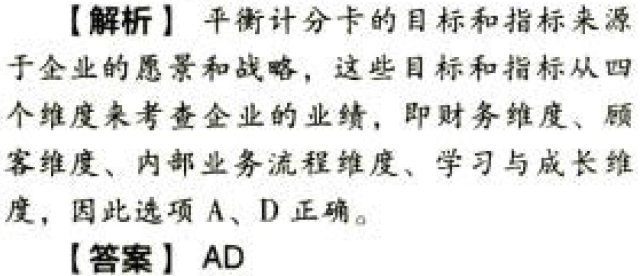 【解析】 平衡计分卡的目标和指标来源
于企业的愿景和战略，这些目标和指标从四
个维度来考查企业的业绩，即财务维度、顾
客维度、内部业务流程维度、学习与成长维
度，因此选项 A、D 正确。
【答案】 AD